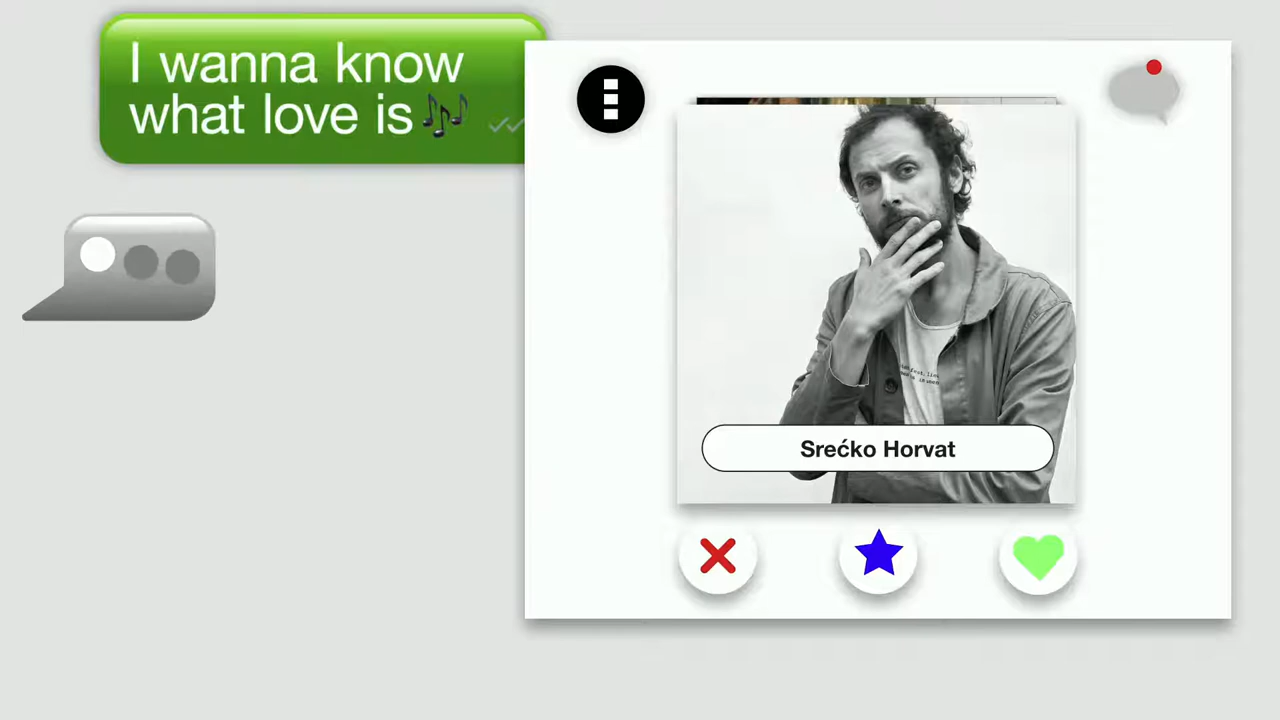 I wanna know
what love is🎶
Srećko Horvat